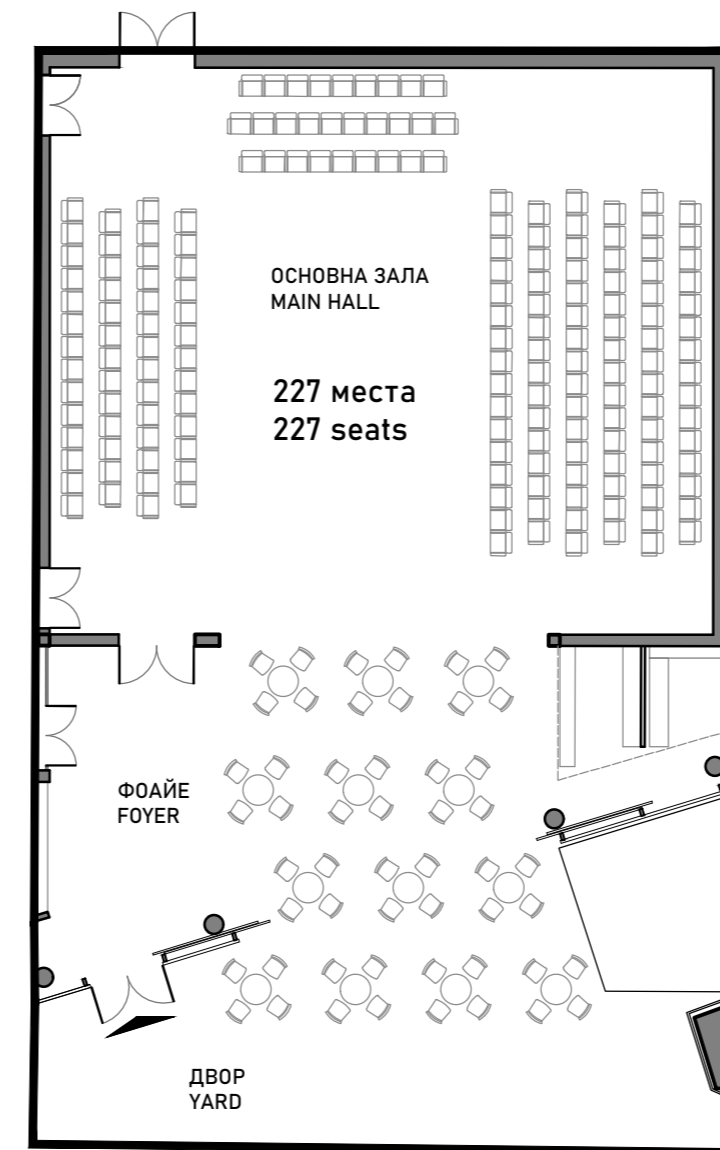 ОСНОВНА ЗАЛА
MAIN HALL
227 места
227 seats
ФОАЙЕ
FOYER
ДВОР
YARD